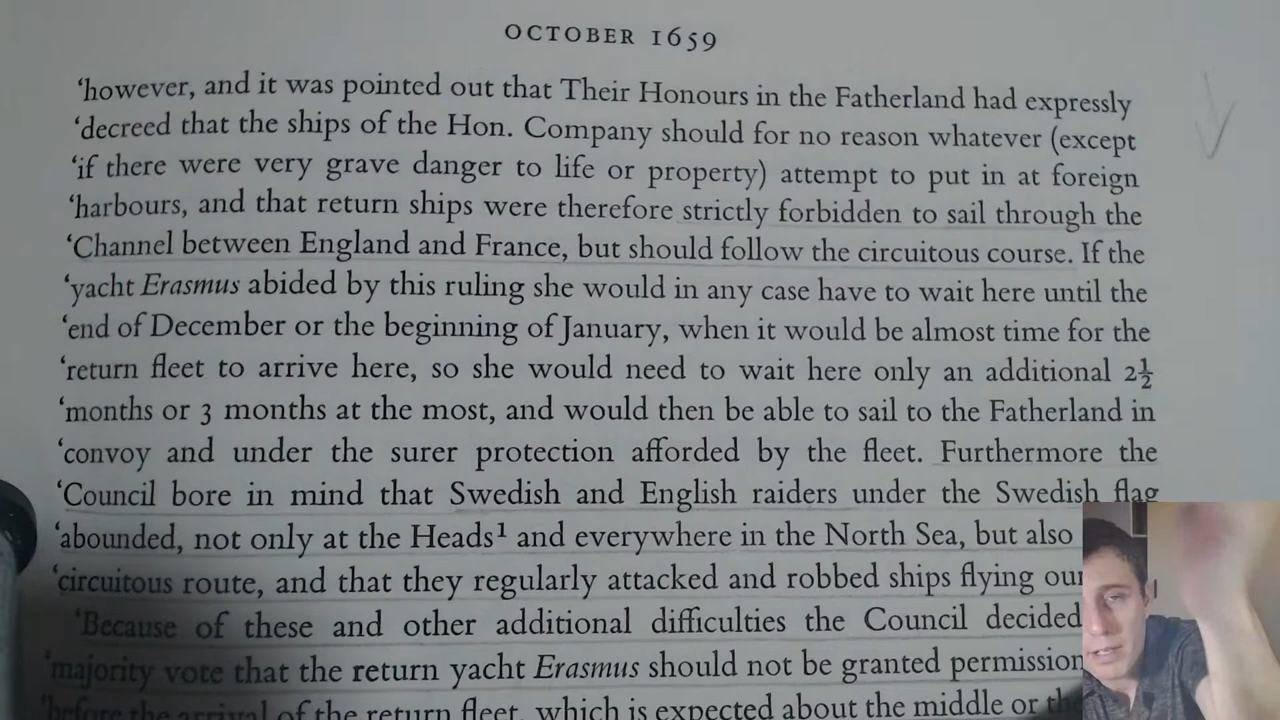 OCTOBER 1659
‘however, and it was pointed out that Their Honours in the Fatherland had expressly
‘decreed that the ships of the Hon. Company should for no reason whatever (except
‘if there were very grave danger to life or property) attempt to put in at foreign
‘harbours, and that return ships were therefore strictly forbidden to sail through the
‘Channel between England and France, but should follow the circuitous course. If the
‘yacht Erasmus abided by this ruling she would in any case have to wait here until the
‘end of December or the beginning of January, when it would be almost time for the
‘return fleet to arrive here, so she would need to wait here only an additional 2½
‘months or 3 months at the most, and would then be able to sail to the Fatherland in
‘convoy and under the surer protection afforded by the fleet. Furthermore the
‘Council bore in mind that Swedish and English raiders under the Swedish flag
‘abounded, not only at the Heads¹ and everywhere in the North Sea, but also
‘circuitous route, and that they regularly attacked and robbed ships flying our
‘Because of these and other additional difficulties the Council decided
‘majority vote that the return yacht Erasmus should not be granted permission
‘before the arrival of the return fleet, which is expected about the middle or the